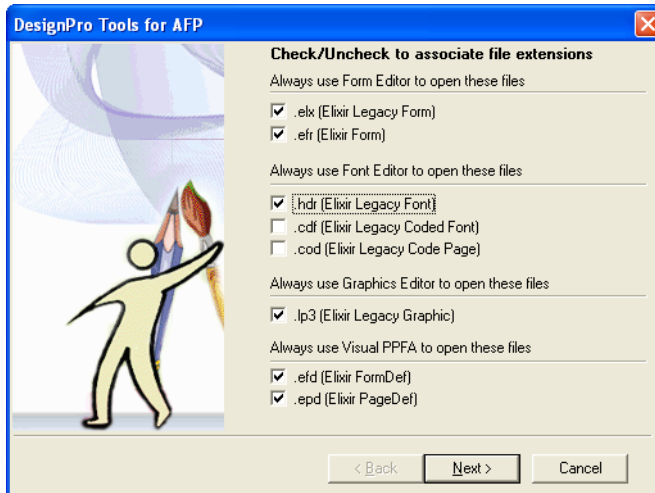 DesignPro Tools for AFP
Check/Uncheck to associate file extensions
Always use Form Editor to open these files
.elx (Elixir Legacy Form)
.efr (Elixir Form)
Always use Font Editor to open these files
.hdr (Elixir Legacy Font)
.cdf (Elixir Legacy Coded Font)
.cod (Elixir Legacy Code Page)
Always use Graphics Editor to open these files
.lp3 (Elixir Legacy Graphic)
Always use Visual PPFA to open these files
.efd (Elixir FormDef)
.epd (Elixir PageDef)
< Back Next > Cancel